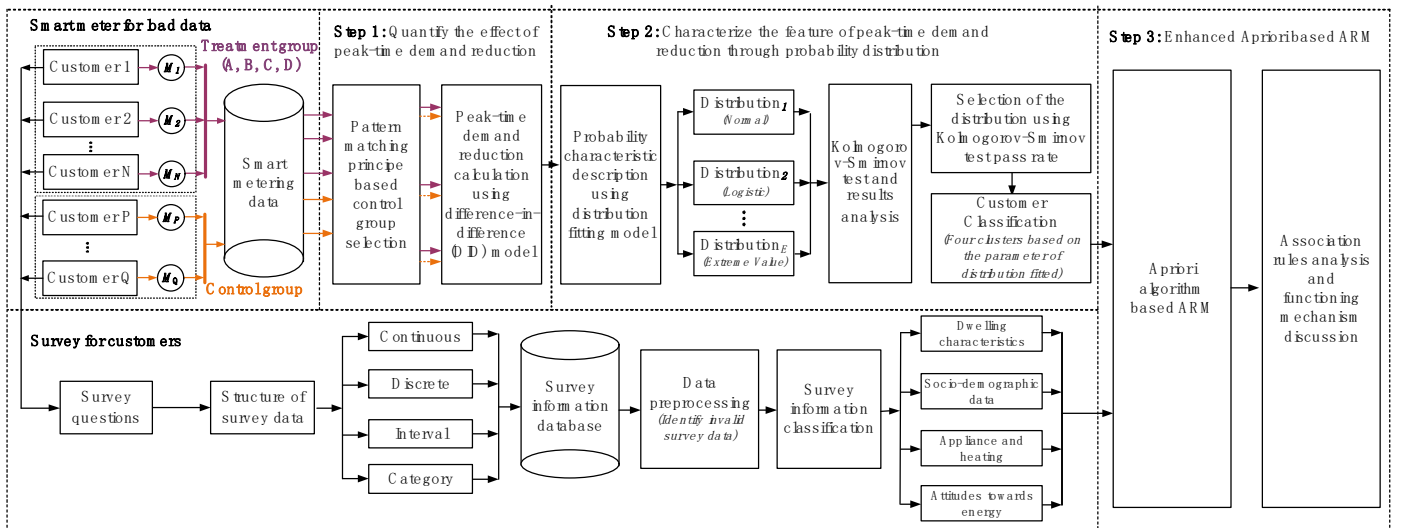 Smart meter for bad data
Customer 1
M1
Customer 2
M2
Customer N
MN
Customer P
MP
Customer Q
MQ
Treatment group
(A, B, C, D)
Smart
metering
data
Control group
Step 1: Quantify the effect of
peak-time demand reduction
Pattern
matching
principe
based
control
group
selection
Peak-time
demand
reduction
calculation
using
difference-in-
difference
(DID) model
Step 2: Characterize the feature of peak-time demand
reduction through probability distribution
Probability
characteristic
description
using
distribution
fitting model
Distribution1
(Normal)
Distribution2
(Logistic)
DistributionE
(Extreme Value)
Kolmogoro
v-Smirnov
test and
results
analysis
Selection of the
distribution using
Kolmogorov-Smirnov
test pass rate
Customer
Classification
(Four clusters based on
the parameter of
distribution fitted)
Step 3: Enhanced Apriori based ARM
Apriori
algorithm
based ARM
Association
rules analysis
and
functioning
mechanism
discussion
Survey for customers
Survey
questions
Structure of
survey data
Continuous
Discrete
Interval
Category
Survey
information
database
Data
preprocessing
(Identify invalid
survey data)
Survey
information
classification
Dwelling
characteristics
Socio-demographic
data
Appliance and
heating
Attitudes towards
energy